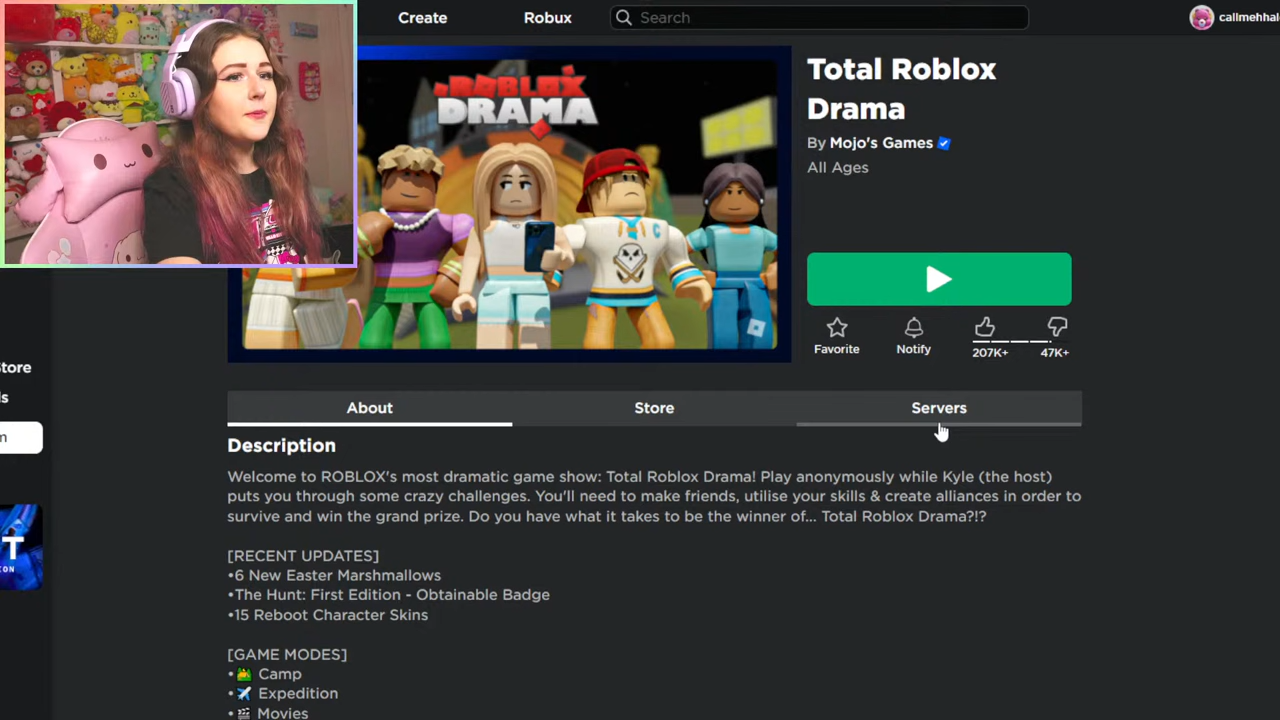 Create
Robux
Search
callmehhal
ROBLOX
DRAMA
Total Roblox
Drama
By Mojo's Games
All Ages
Favorite
Notify
207K+
47K+
About
Store
Servers
Description
Welcome to ROBLOX's most dramatic game show: Total Roblox Drama! Play anonymously while Kyle (the host)
puts you through some crazy challenges. You'll need to make friends, utilise your skills & create alliances in order to
survive and win the grand prize. Do you have what it takes to be the winner of... Total Roblox Drama?!?
[RECENT UPDATES]
•6 New Easter Marshmallows
•The Hunt: First Edition - Obtainable Badge
•15 Reboot Character Skins
[GAME MODES]
•🏕️ Camp
•✈️ Expedition
•🎬 Movies